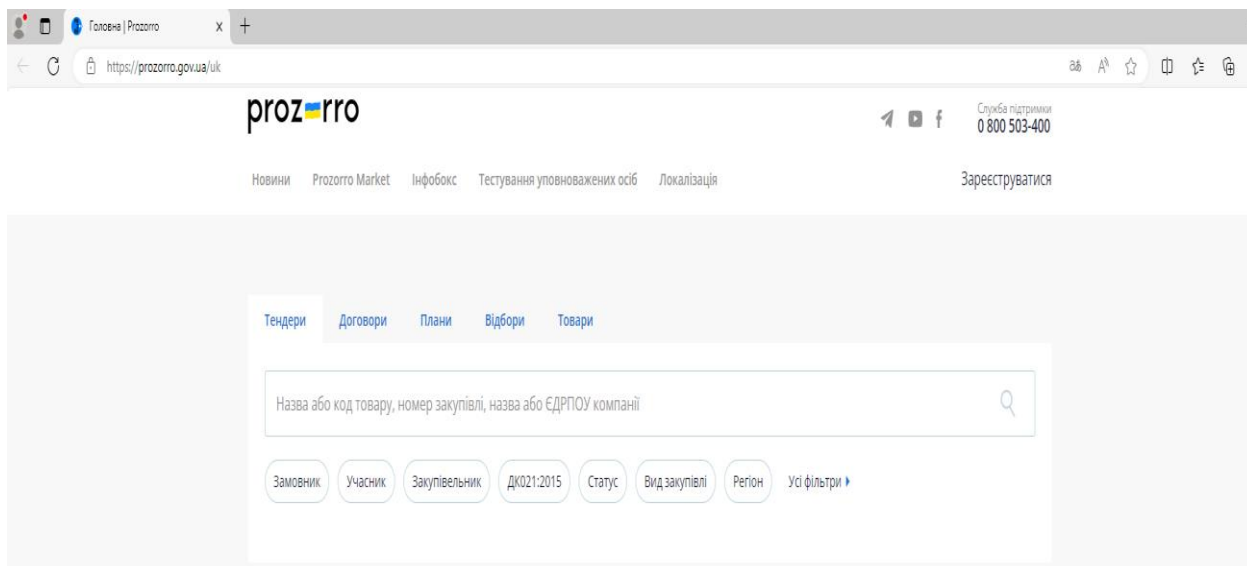 Головна | Prozorro
https://prozorro.gov.ua/uk
prozorro
Служба підтримки
0 800 503-400
Новини Prozorro Market Інфобокс Тестування уповноважених осіб Локалізація Зареєструватися
Тендери Договори Плани Відбори Товари
Назва або код товару, номер закупівлі, назва або ЄДРПОУ компанії
Замовник Учасник Закупівельник ДК021:2015 Статус Вид закупівлі Регіон Усі фільтри